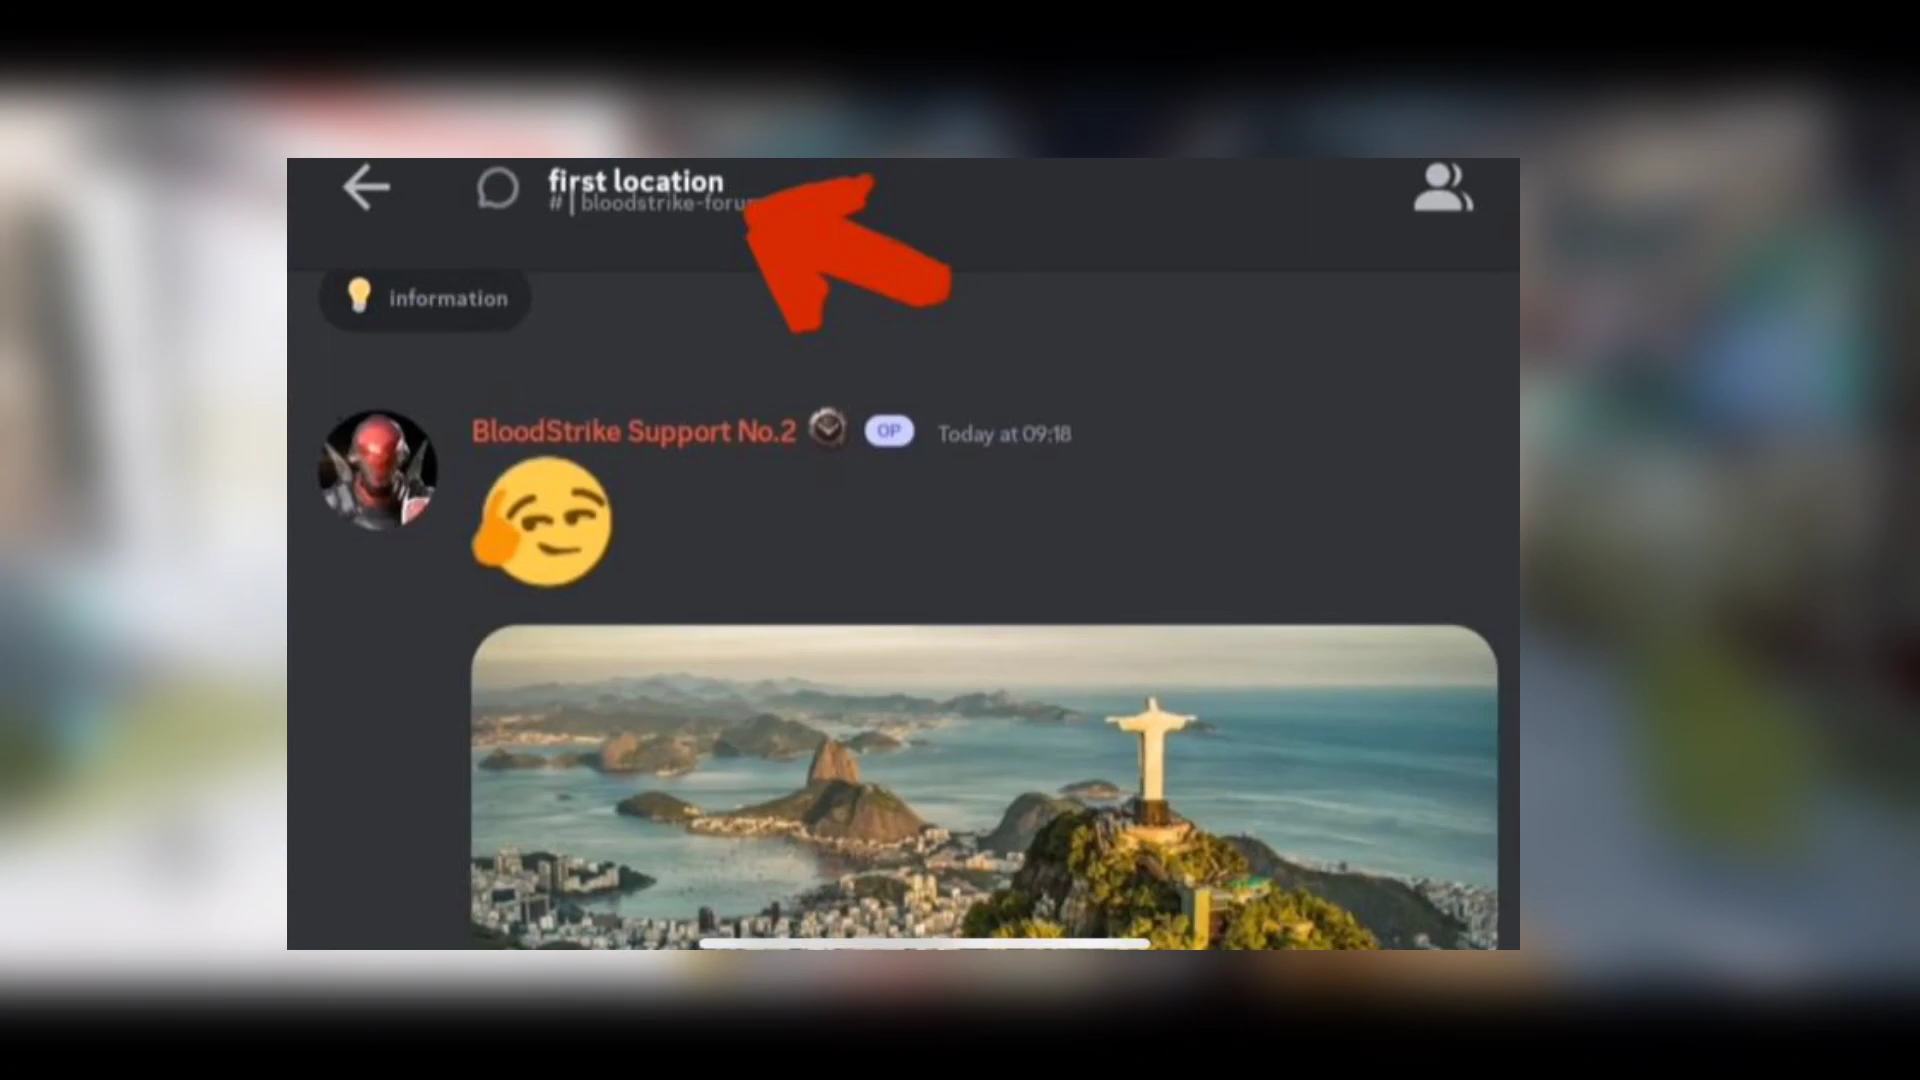 first location
# | bloodstrike-foru
information
BloodStrike Support No.2 OP Today at 09:18